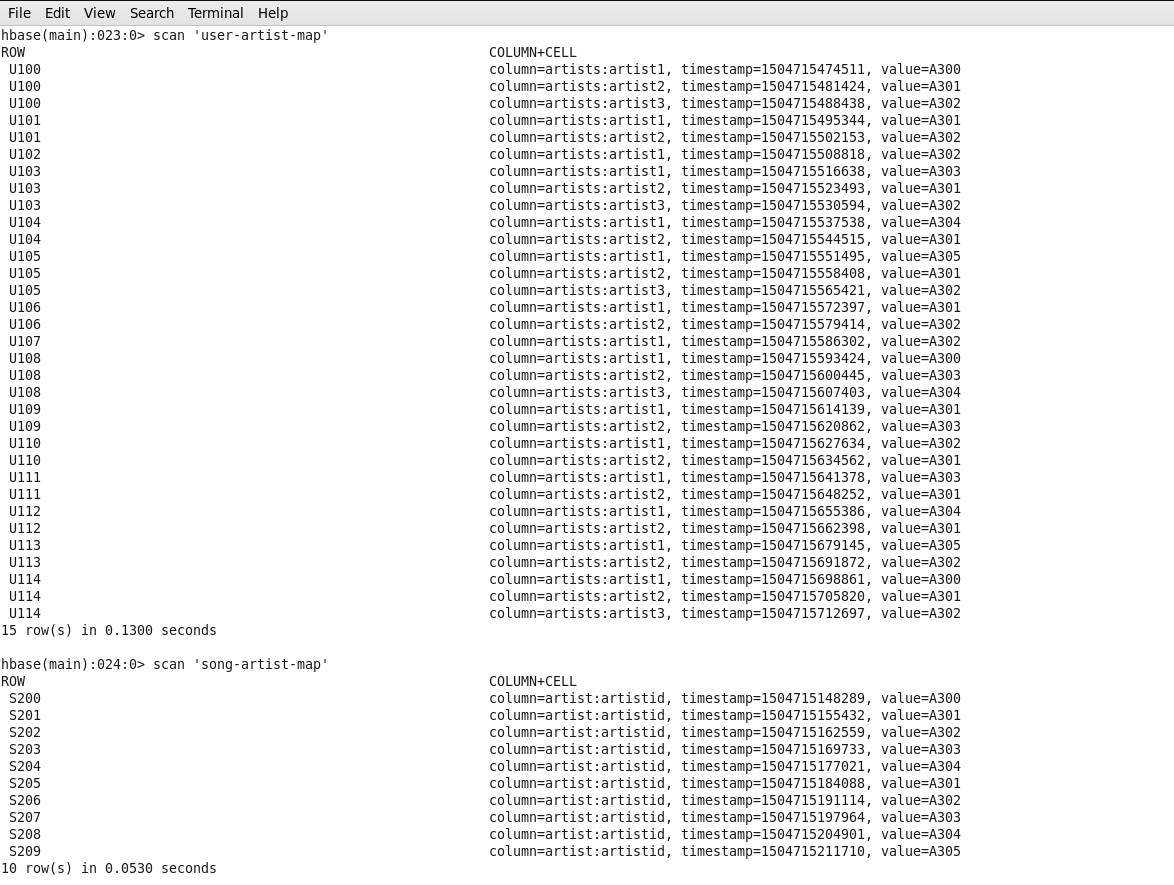 File Edit View Search Terminal Help
hbase(main):023:0> scan 'user-artist-map'
ROW COLUMN+CELL
U100 column=artists:artist1, timestamp=1504715474511, value=A300
U100 column=artists:artist2, timestamp=1504715481424, value=A301
U100 column=artists:artist3, timestamp=1504715488438, value=A302
U101 column=artists:artist1, timestamp=1504715495344, value=A301
U101 column=artists:artist2, timestamp=1504715502153, value=A302
U102 column=artists:artist1, timestamp=1504715508818, value=A302
U103 column=artists:artist1, timestamp=1504715516638, value=A303
U103 column=artists:artist2, timestamp=1504715523493, value=A301
U103 column=artists:artist3, timestamp=1504715530594, value=A302
U104 column=artists:artist1, timestamp=1504715537538, value=A304
U104 column=artists:artist2, timestamp=1504715544515, value=A301
U105 column=artists:artist1, timestamp=1504715551495, value=A305
U105 column=artists:artist2, timestamp=1504715558408, value=A301
U105 column=artists:artist3, timestamp=1504715565421, value=A302
U106 column=artists:artist1, timestamp=1504715572397, value=A301
U106 column=artists:artist2, timestamp=1504715579414, value=A302
U107 column=artists:artist1, timestamp=1504715586302, value=A302
U108 column=artists:artist1, timestamp=1504715593424, value=A300
U108 column=artists:artist2, timestamp=1504715600445, value=A303
U108 column=artists:artist3, timestamp=1504715607403, value=A304
U109 column=artists:artist1, timestamp=1504715614139, value=A301
U109 column=artists:artist2, timestamp=1504715620862, value=A303
U110 column=artists:artist1, timestamp=1504715627634, value=A302
U110 column=artists:artist2, timestamp=1504715634562, value=A301
U111 column=artists:artist1, timestamp=1504715641378, value=A303
U111 column=artists:artist2, timestamp=1504715648252, value=A301
U112 column=artists:artist1, timestamp=1504715655386, value=A304
U112 column=artists:artist2, timestamp=1504715662398, value=A301
U113 column=artists:artist1, timestamp=1504715679145, value=A305
U113 column=artists:artist2, timestamp=1504715691872, value=A302
U114 column=artists:artist1, timestamp=1504715698861, value=A300
U114 column=artists:artist2, timestamp=1504715705820, value=A301
U114 column=artists:artist3, timestamp=1504715712697, value=A302
15 row(s) in 0.1300 seconds
hbase(main):024:0> scan 'song-artist-map'
ROW COLUMN+CELL
S200 column=artist:artistid, timestamp=1504715148289, value=A300
S201 column=artist:artistid, timestamp=1504715155432, value=A301
S202 column=artist:artistid, timestamp=1504715162559, value=A302
S203 column=artist:artistid, timestamp=1504715169733, value=A303
S204 column=artist:artistid, timestamp=1504715177021, value=A304
S205 column=artist:artistid, timestamp=1504715184088, value=A301
S206 column=artist:artistid, timestamp=1504715191114, value=A302
S207 column=artist:artistid, timestamp=1504715197964, value=A303
S208 column=artist:artistid, timestamp=1504715204901, value=A304
S209 column=artist:artistid, timestamp=1504715211710, value=A305
10 row(s) in 0.0530 seconds